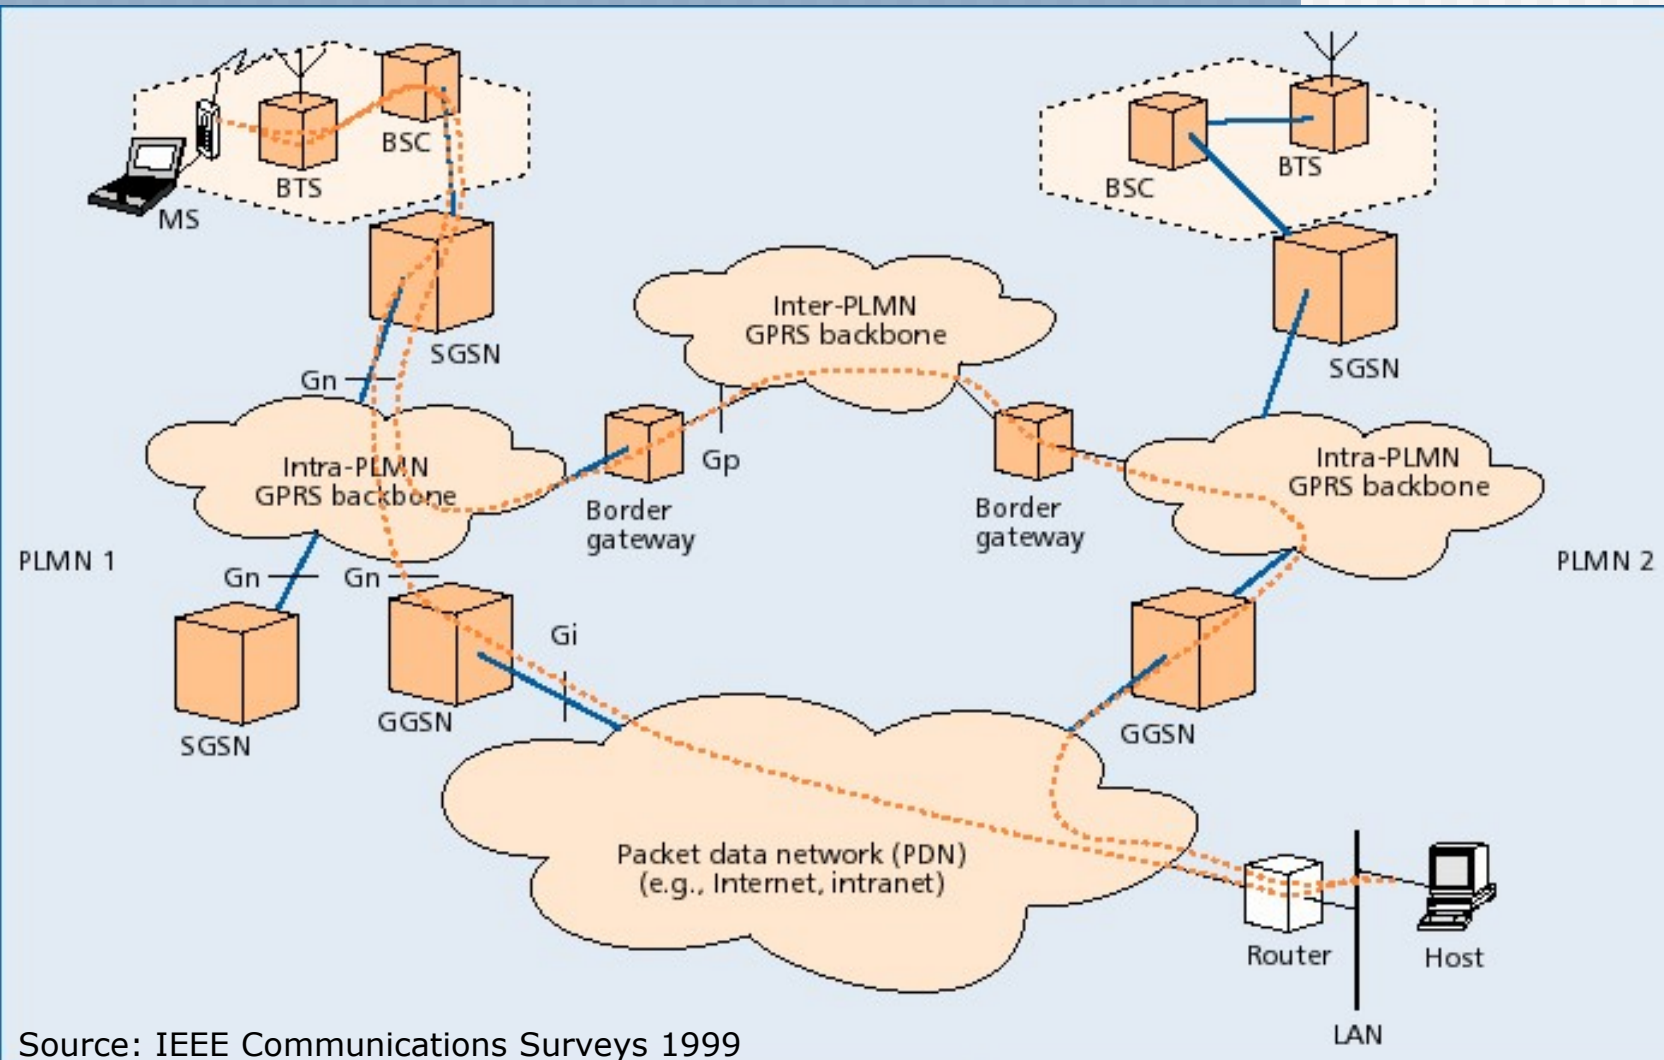 BSC
BTS
MS
BTS
BSC
Inter-PLMN
GPRS backbone
SGSN
SGSN
Gn
Intra-PLMN
GPRS backbone
Gp
Intra-PLMN
GPRS backbone
Border
gateway
Border
gateway
PLMN 1
PLMN 2
Gn
Gn
Gi
SGSN
GGSN
GGSN
Packet data network (PDN)
(e.g., Internet, intranet)
Router
Host
LAN
Source: IEEE Communications Surveys 1999